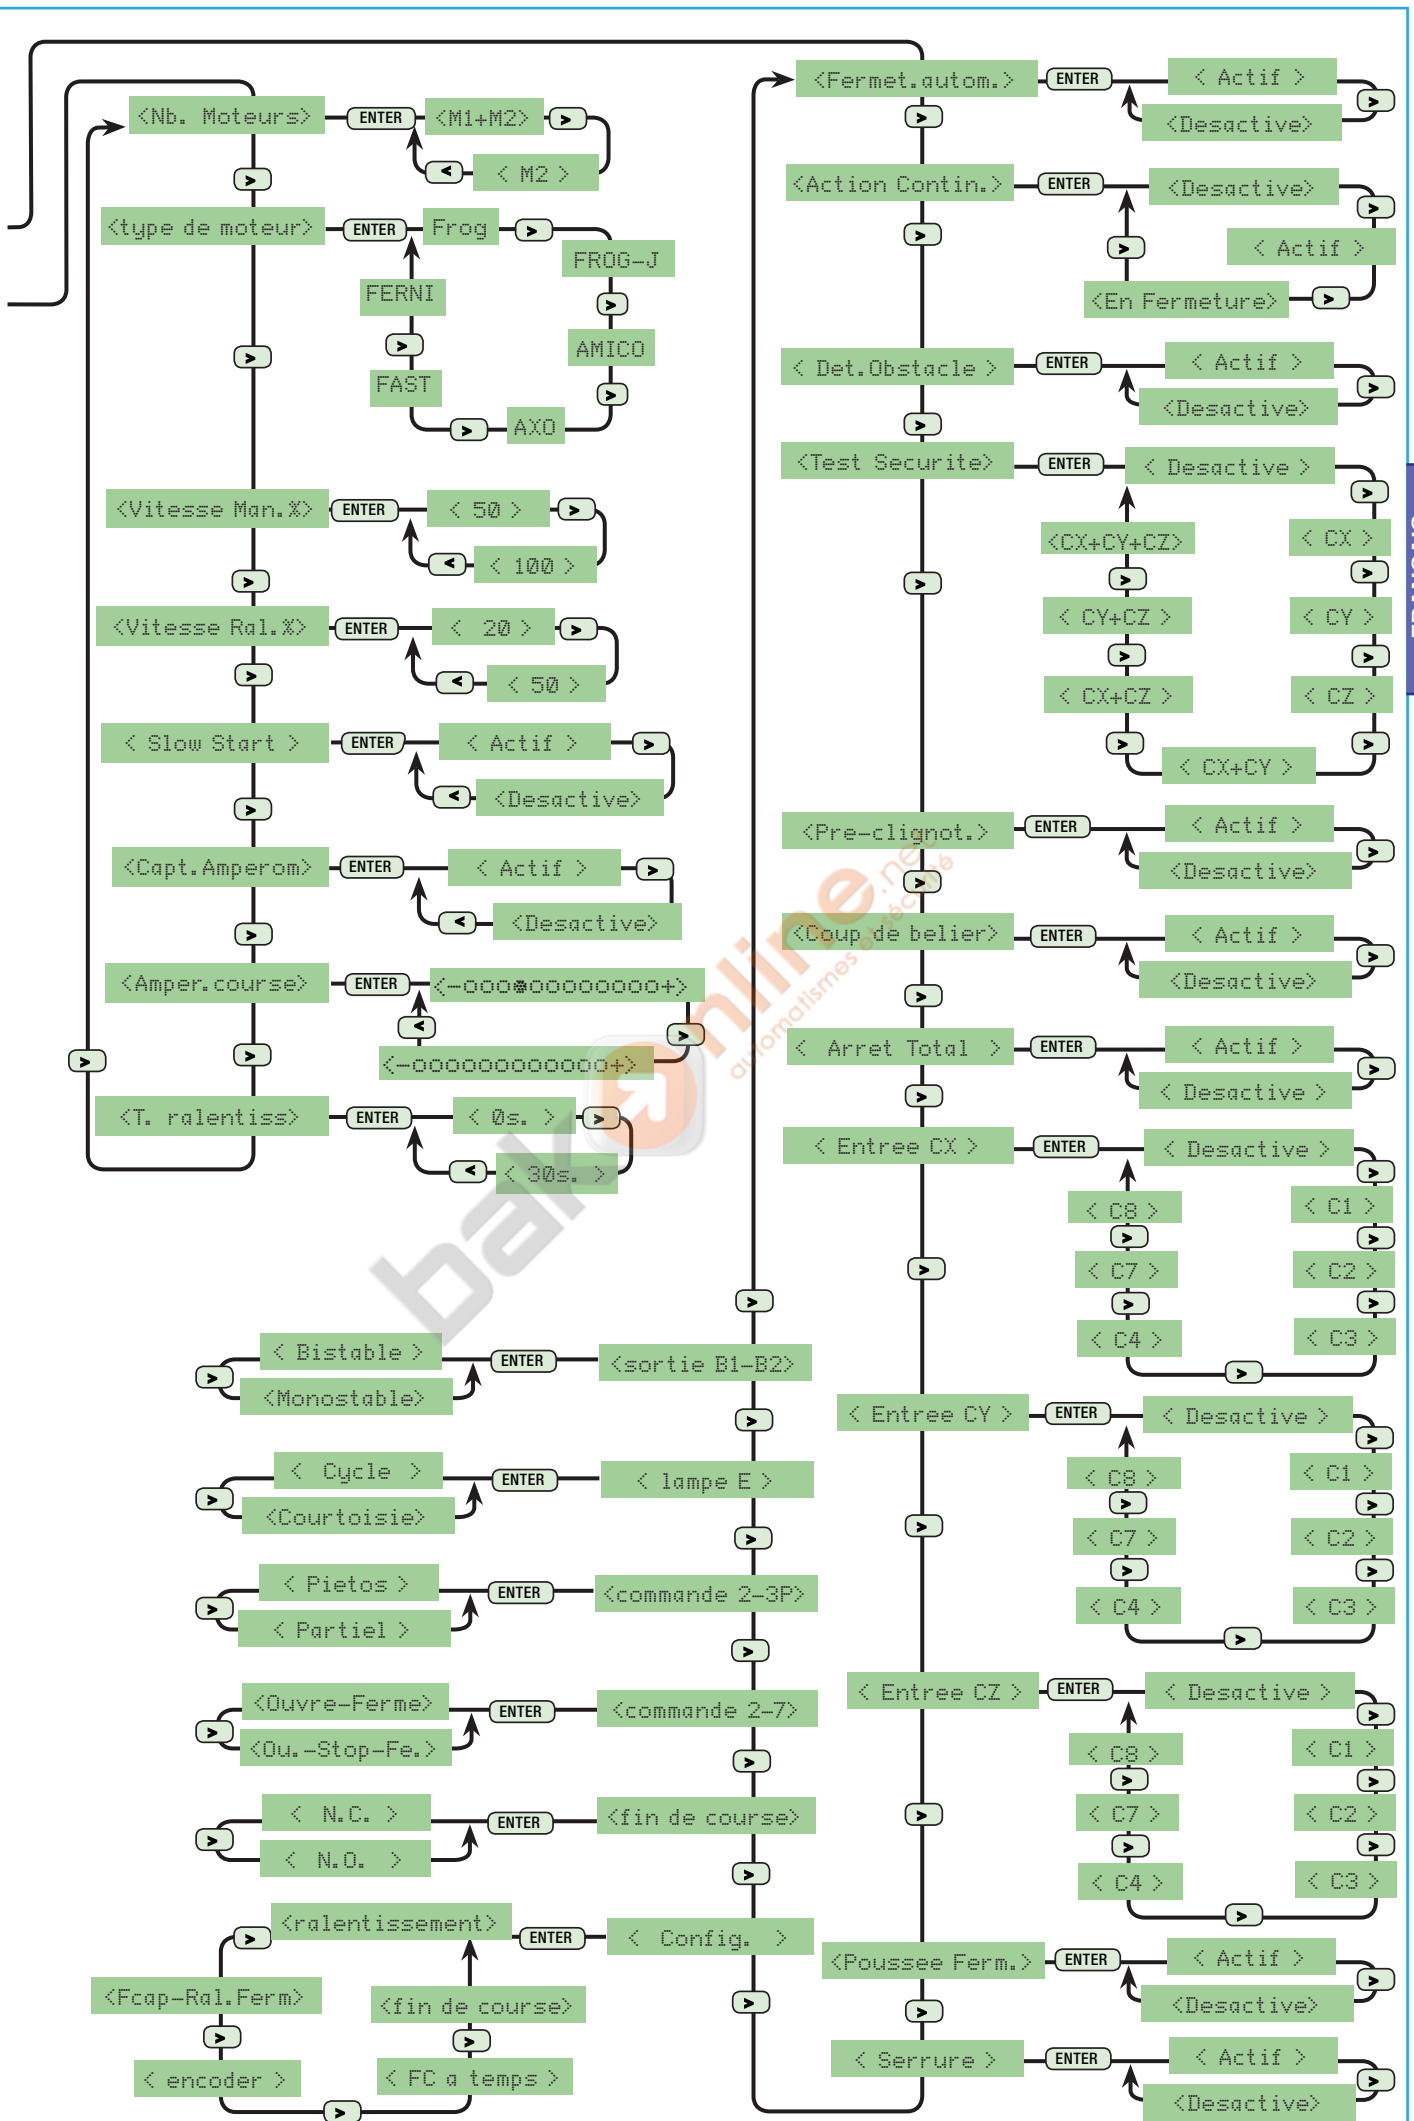 <Nb. Moteurs>
ENTER
<M1+M2>
>
<
< M2 >
>
<type de moteur>
ENTER
Frog
>
FROG-J
>
AMICO
>
AXO
>
FAST
>
FERNI
>
<Vitesse Man.%>
ENTER
< 50 >
>
<
< 100 >
>
<Vitesse Ral.%>
ENTER
< 20 >
>
<
< 50 >
>
< Slow Start >
ENTER
< Actif >
>
<
<Desactive>
>
<Capt.Amperom>
ENTER
< Actif >
>
<
<Desactive>
>
<Amper.course>
ENTER
>
<
>
>
<T. ralentiss>
ENTER
< 0s. >
>
<
< 30s. >
>
< Bistable >
ENTER
<sortie B1-B2>
>
<Monostable>
>
< Cycle >
ENTER
< lampe E >
>
<Courtoisie>
>
< Pietos >
ENTER
<commande 2-3P>
>
< Partiel >
>
<Ouvre-Ferme>
ENTER
<commande 2-7>
>
<Ou.-Stop-Fe.>
>
< N.C. >
ENTER
<fin de course>
>
< N.O. >
>
<ralentissement>
ENTER
< Config. >
>
<Fcap-Ral.Ferm>
<fin de course>
>
>
>
< encoder >
< FC a temps >
>
<Fermet.autom.>
ENTER
< Actif >
>
<Desactive>
>
<Action Contin.>
ENTER
<Desactive>
>
< Actif >
>
<En Fermeture>
>
>
< Det.Obstacle >
ENTER
< Actif >
>
<Desactive>
>
<Test Securite>
ENTER
< Desactive >
>
<CX+CY+CZ>
< CX >
>
>
< CY+CZ >
< CY >
>
>
< CX+CZ >
< CZ >
>
>
< CX+CY >
>
<Pre-clignot.>
ENTER
< Actif >
>
<Desactive>
>
<Coup de belier>
ENTER
< Actif >
>
<Desactive>
>
< Arret Total >
ENTER
< Actif >
>
< Desactive >
>
< Entree CX >
ENTER
< Desactive >
>
< C8 >
< C1 >
>
>
< C7 >
< C2 >
>
>
< C4 >
< C3 >
>
>
< Entree CY >
ENTER
< Desactive >
>
< C8 >
< C1 >
>
>
< C7 >
< C2 >
>
>
< C4 >
< C3 >
>
>
< Entree CZ >
ENTER
< Desactive >
>
< C8 >
< C1 >
>
>
< C7 >
< C2 >
>
>
< C4 >
< C3 >
>
>
<Poussee Ferm.>
ENTER
< Actif >
>
<Desactive>
>
< Serrure >
ENTER
< Actif >
>
<Desactive>
bak online.net
automatismes et sécurité